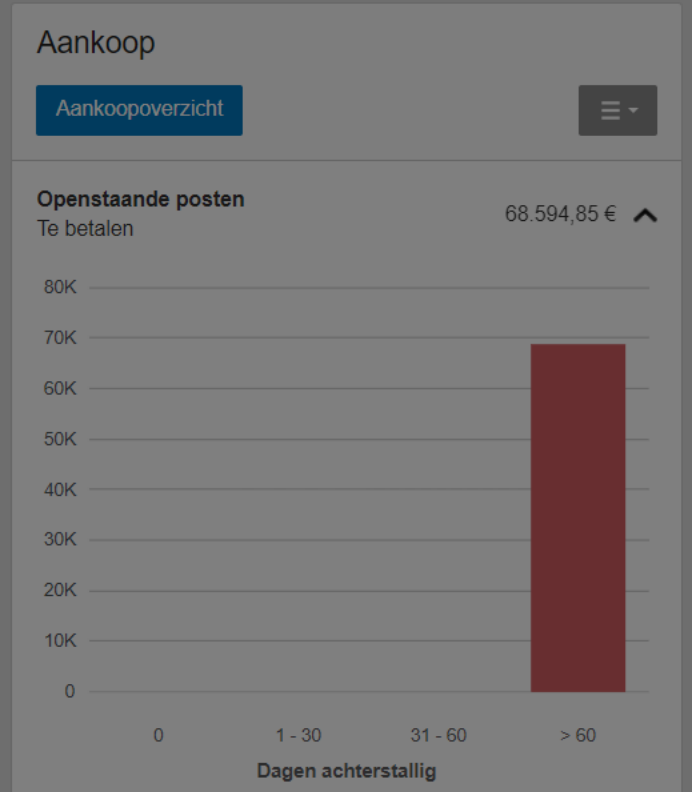 Aankoop
Aankoopoverzicht
Openstaande posten
Te betalen
68.594,85 €
80K
70K
60K
50K
40K
30K
20K
10K
0
0 1 - 30 31 - 60 > 60
Dagen achterstallig